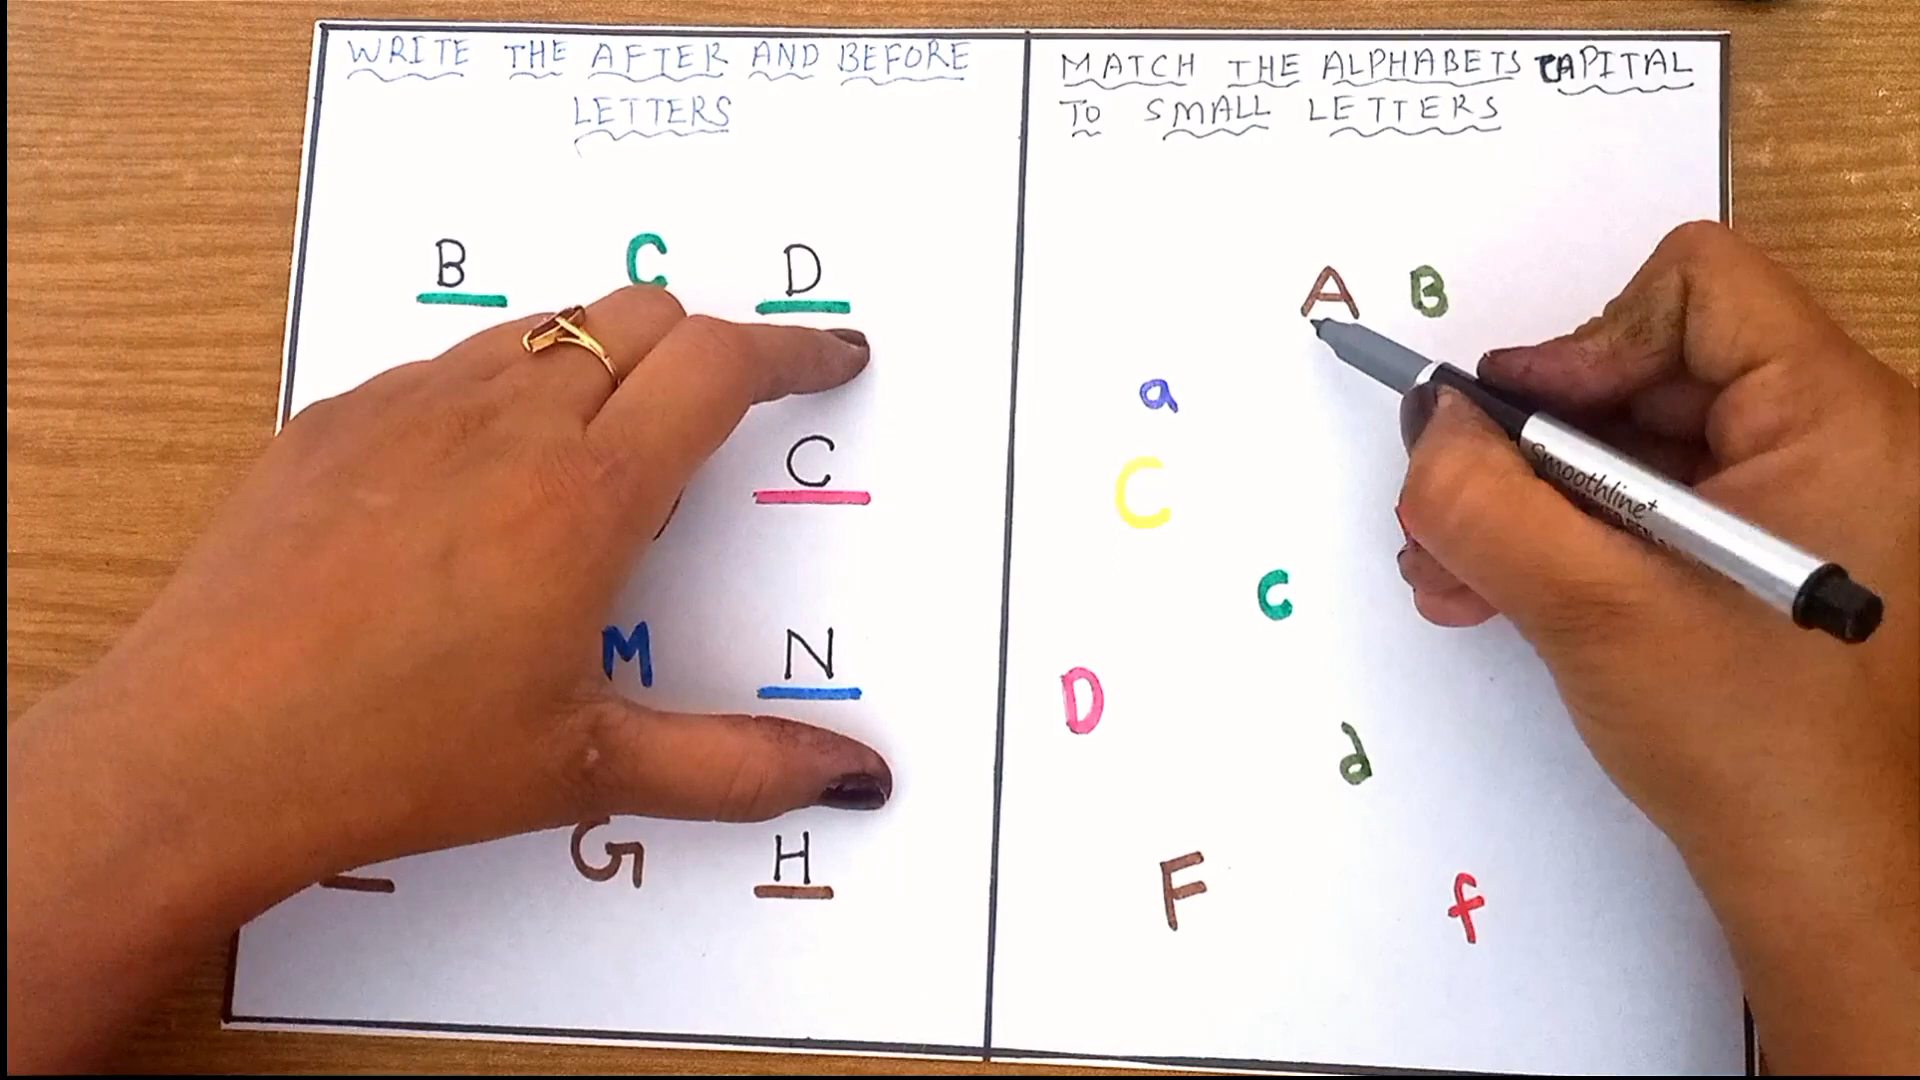 WRITE THE AFTER AND BEFORE
LETTERS
B C D
C
M N
G H
MATCH THE ALPHABETS CAPITAL
TO SMALL LETTERS
A B
a
C
c
D
d
F f
Smoothline+